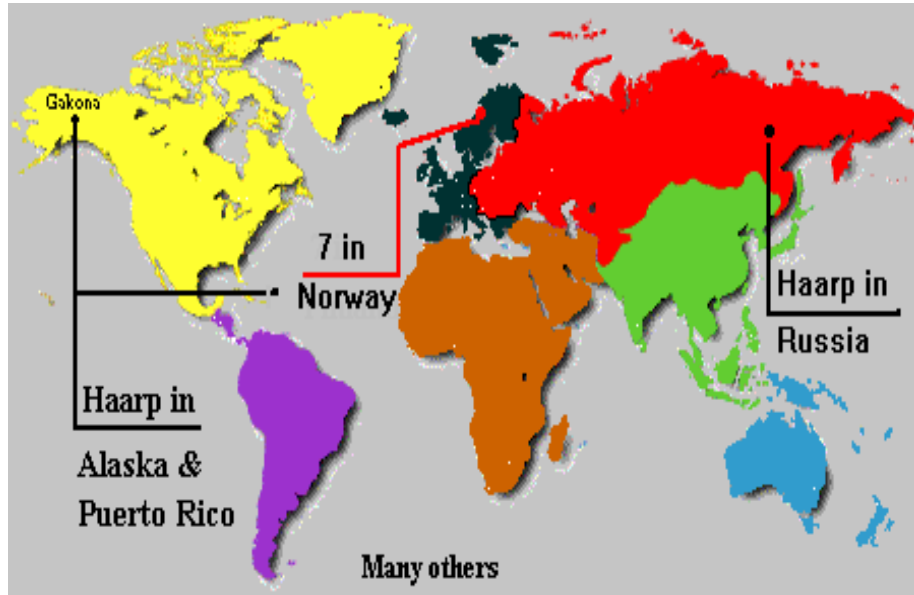 Gakona
7 in
Norway
Haarp in
Russia
Haarp in
Alaska &
Puerto Rico
Many others